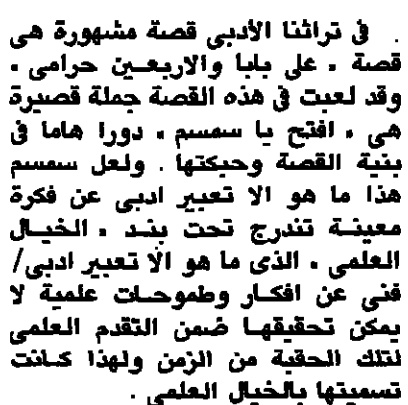 . في تراثنا الأدبى قصة مشهورة هى
قصة « على بابا والاربعين حرامى »
وقد لعبت في هذه القصة جملة قصيرة
هى « افتح يا سمسم » دورا هاما في
بنية القصة وحبكتها . ولعل سمسم
هذا ما هو الا تعبير ادبى عن فكرة
معينة تندرج تحت بند « الخيال
العلمى » الذى ما هو الا تعبير ادبى/
فنى عن افكار وطموحات علمية لا
يمكن تحقيقها ضمن التقدم العلمى
لتلك الحقبة من الزمن ولهذا كانت
تسميتها بالخيال العلمى .